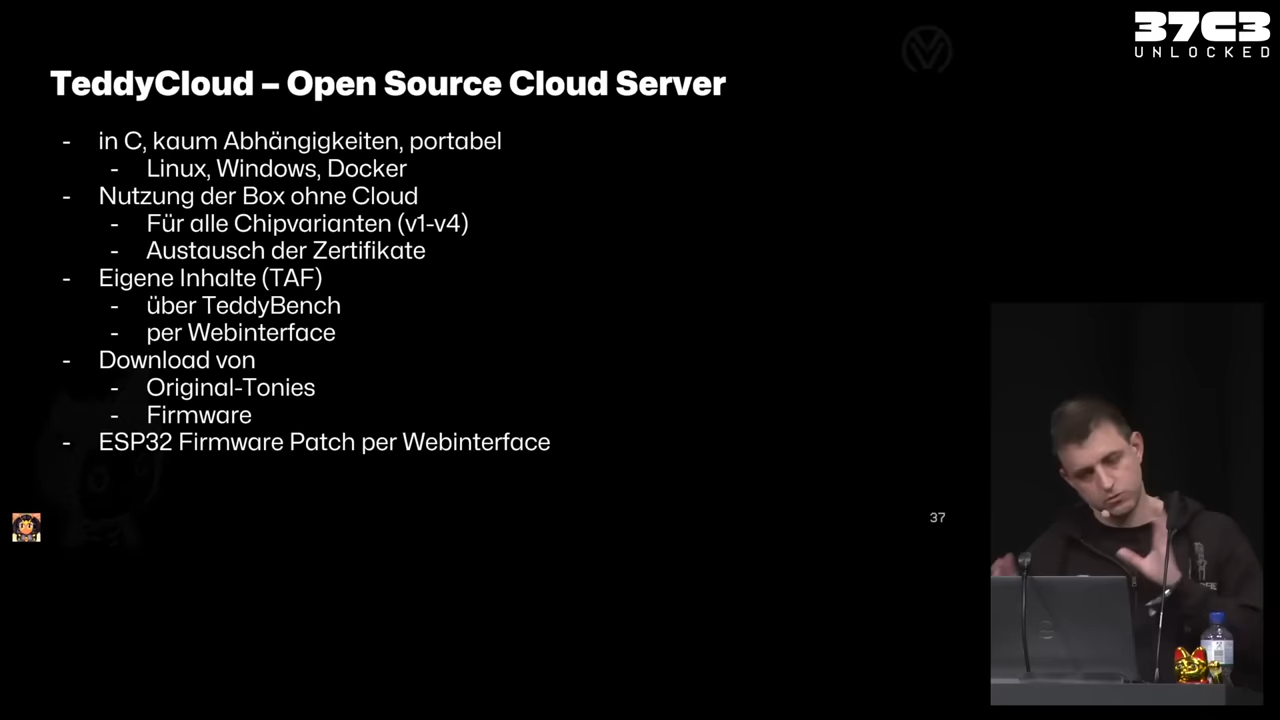 37C3
UNLOCKED
TeddyCloud – Open Source Cloud Server
- in C, kaum Abhängigkeiten, portabel
- Linux, Windows, Docker
- Nutzung der Box ohne Cloud
- Für alle Chipvarianten (v1-v4)
- Austausch der Zertifikate
- Eigene Inhalte (TAF)
- über TeddyBench
- per Webinterface
- Download von
- Original-Tonies
- Firmware
- ESP32 Firmware Patch per Webinterface
37